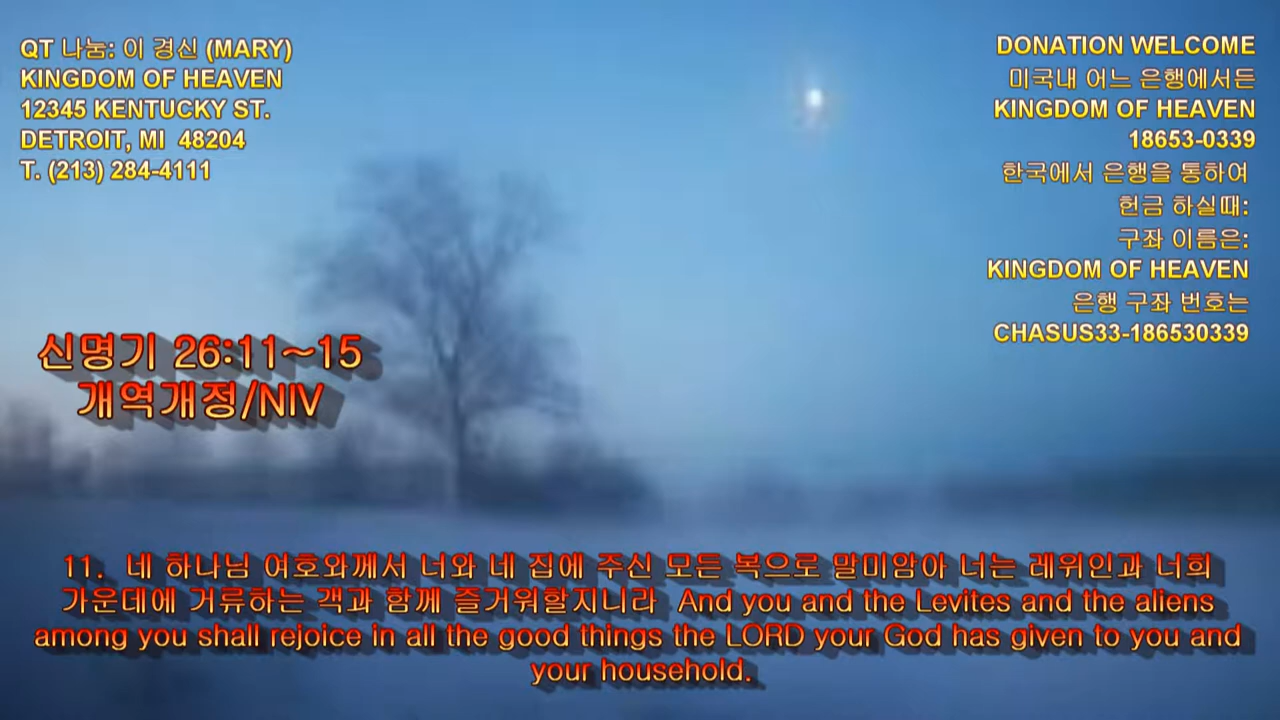 QT 나눔: 이 경신 (MARY)
KINGDOM OF HEAVEN
12345 KENTUCKY ST.
DETROIT, MI 48204
T. (213) 284-4111
DONATION WELCOME
미국내 어느 은행에서든
KINGDOM OF HEAVEN
18653-0339
한국에서 은행을 통하여
헌금 하실때:
구좌 이름은:
KINGDOM OF HEAVEN
은행 구좌 번호는
CHASUS33-186530339
신명기 26:11~15
개역개정/NIV
11. 네 하나님 여호와께서 너와 네 집에 주신 모든 복으로 말미암아 너는 레위인과 너희
가운데에 거류하는 객과 함께 즐거워할지니라 And you and the Levites and the aliens
among you shall rejoice in all the good things the LORD your God has given to you and
your household.